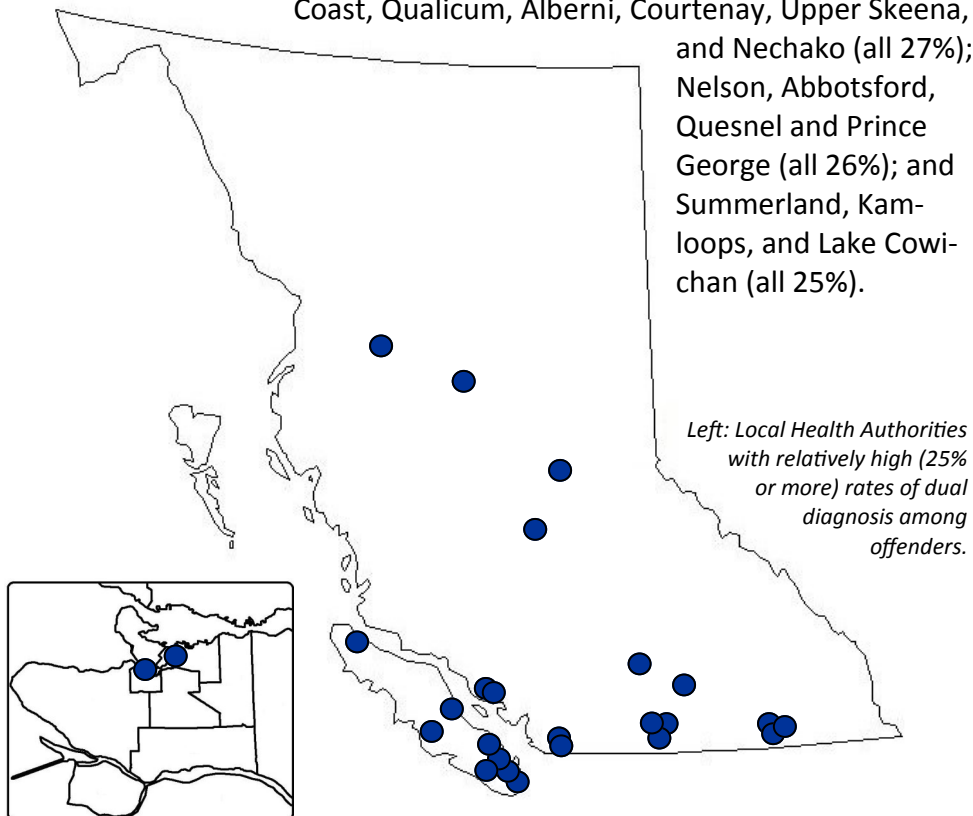 Coast, Qualicum, Alberni, Courtenay, Upper Skeena,
and Nechako (all 27%);
Nelson, Abbotsford,
Quesnel and Prince
George (all 26%); and
Summerland, Kam-
loops, and Lake Cowi-
chan (all 25%).
Left: Local Health Authorities
with relatively high (25%
or more) rates of dual
diagnosis among
offenders.